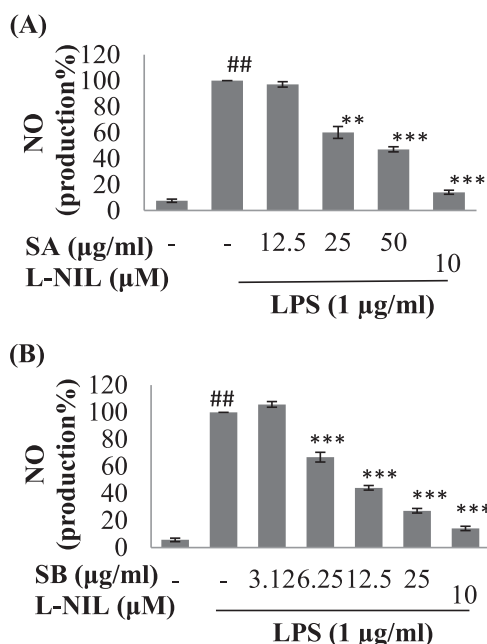 (A)
NO
(production%)
120
100
80
60
40
20
0
##
**
***
***
SA (μg/ml) - - 12.5 25 50
L-NIL (μM) 10
LPS (1 μg/ml)
(B)
NO
(production%)
120
100
80
60
40
20
0
##
***
***
***
***
SB (μg/ml) - - 3.126.25 12.5 25
L-NIL (μM) 10
LPS (1 μg/ml)